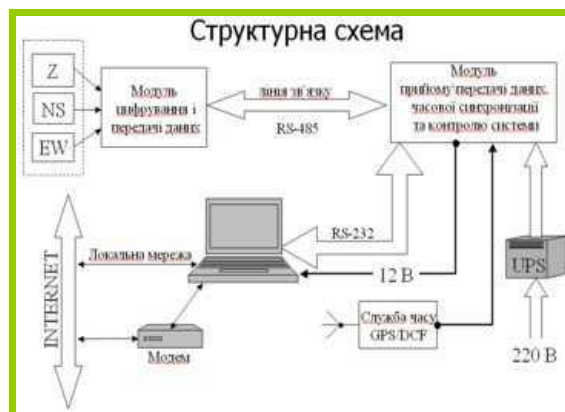 Структурна схема
Z
NS
EW
Модуль
цифрування і
передачі даних
лінія зв'язку
RS-485
Модуль
прийому передачі даних,
часової синхронізації
та контролю системи
RS-232
Локальна мережа
12 В
UPS
INTERNET
Служба часу
GPS/DCF
Модем
220 В